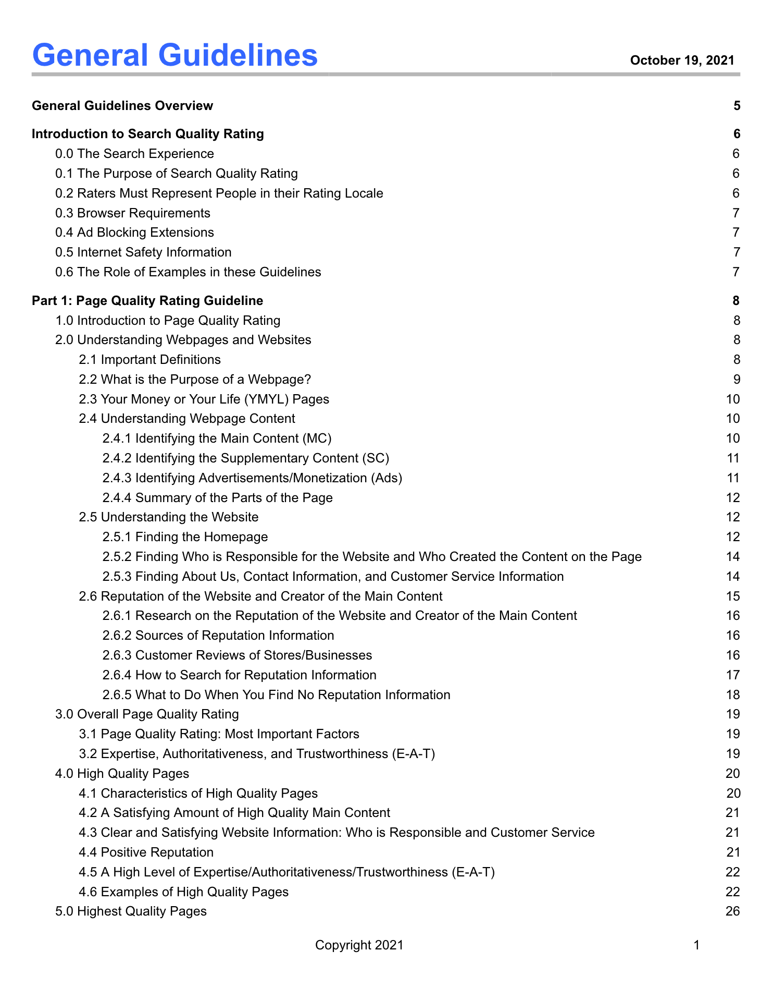 General Guidelines October 19, 2021
General Guidelines Overview 5
Introduction to Search Quality Rating 6
0.0 The Search Experience 6
0.1 The Purpose of Search Quality Rating 6
0.2 Raters Must Represent People in their Rating Locale 6
0.3 Browser Requirements 7
0.4 Ad Blocking Extensions 7
0.5 Internet Safety Information 7
0.6 The Role of Examples in these Guidelines 7
Part 1: Page Quality Rating Guideline 8
1.0 Introduction to Page Quality Rating 8
2.0 Understanding Webpages and Websites 8
2.1 Important Definitions 8
2.2 What is the Purpose of a Webpage? 9
2.3 Your Money or Your Life (YMYL) Pages 10
2.4 Understanding Webpage Content 10
2.4.1 Identifying the Main Content (MC) 10
2.4.2 Identifying the Supplementary Content (SC) 11
2.4.3 Identifying Advertisements/Monetization (Ads) 11
2.4.4 Summary of the Parts of the Page 12
2.5 Understanding the Website 12
2.5.1 Finding the Homepage 12
2.5.2 Finding Who is Responsible for the Website and Who Created the Content on the Page 14
2.5.3 Finding About Us, Contact Information, and Customer Service Information 14
2.6 Reputation of the Website and Creator of the Main Content 15
2.6.1 Research on the Reputation of the Website and Creator of the Main Content 16
2.6.2 Sources of Reputation Information 16
2.6.3 Customer Reviews of Stores/Businesses 16
2.6.4 How to Search for Reputation Information 17
2.6.5 What to Do When You Find No Reputation Information 18
3.0 Overall Page Quality Rating 19
3.1 Page Quality Rating: Most Important Factors 19
3.2 Expertise, Authoritativeness, and Trustworthiness (E-A-T) 19
4.0 High Quality Pages 20
4.1 Characteristics of High Quality Pages 20
4.2 A Satisfying Amount of High Quality Main Content 21
4.3 Clear and Satisfying Website Information: Who is Responsible and Customer Service 21
4.4 Positive Reputation 21
4.5 A High Level of Expertise/Authoritativeness/Trustworthiness (E-A-T) 22
4.6 Examples of High Quality Pages 22
5.0 Highest Quality Pages 26
Copyright 2021 1